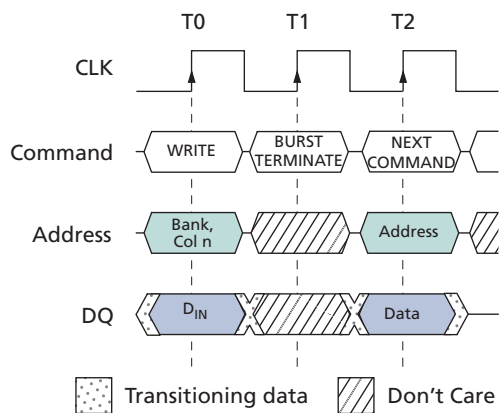 T0 T1 T2
CLK
Command WRITE BURST TERMINATE NEXT COMMAND
Address Bank, Col n Address
DQ DIN Data
Transitioning data Don't Care